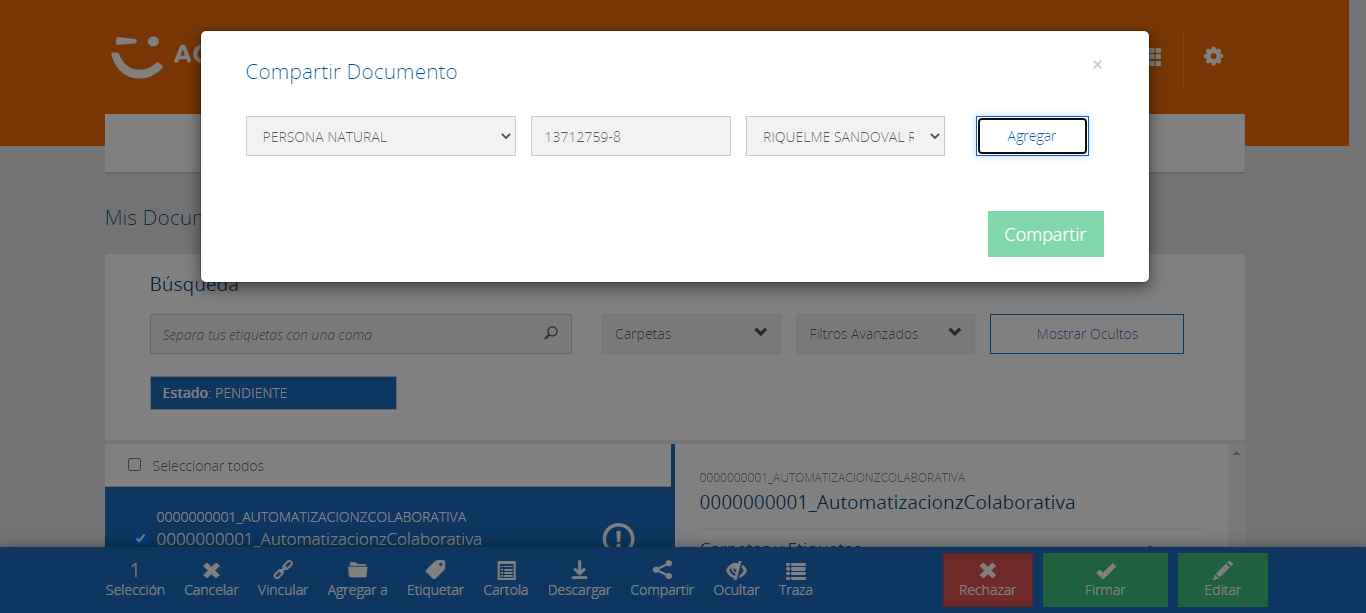 Compartir Documento
×
PERSONA NATURAL
13712759-8
RIQUELME SANDOVAL
Agregar
Compartir
Mis
Búsqueda
Separa tus etiquetas con una coma
Carpetas
Filtros Avanzados
Mostrar Ocultos
Estado: PENDIENTE
Seleccionar todos
0000000001_AUTOMATIZACIONZCOLABORATIVA
0000000001_AutomatizacionzColaborativa
0000000001_AUTOMATIZACIONZCOLABORATIVA
0000000001_AutomatizacionzColaborativa
Carpetas y Etiquetas
1
Selección
Cancelar
Vincular
Agregar a
Etiquetar
Cartola
Descargar
Compartir
Ocultar
Traza
Rechazar
Firmar
Editar